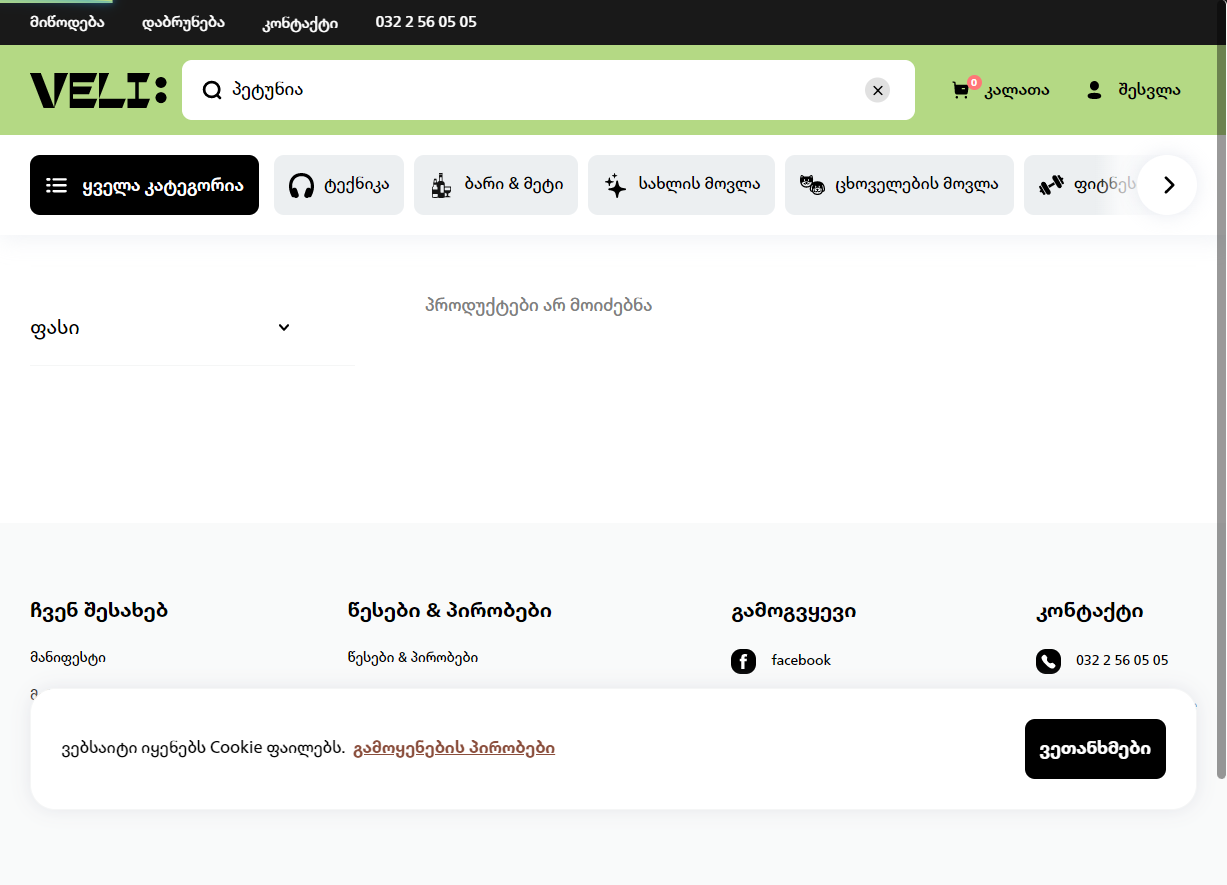 მიწოდება დაბრუნება კონტაქტი 032 2 56 05 05
VELI: პეტუნია 0 კალათა შესვლა
ყველა კატეგორია ტექნიკა ბარი & მეტი სახლის მოვლა ცხოველების მოვლა ფიტნეს
პროდუქტები არ მოიძებნა
ფასი
ჩვენ შესახებ წესები & პირობები გამოგვყევი კონტაქტი
მანიფესტი წესები & პირობები facebook 032 2 56 05 05
ვებსაიტი იყენებს Cookie ფაილებს. გამოყენების პირობები ვეთანხმები